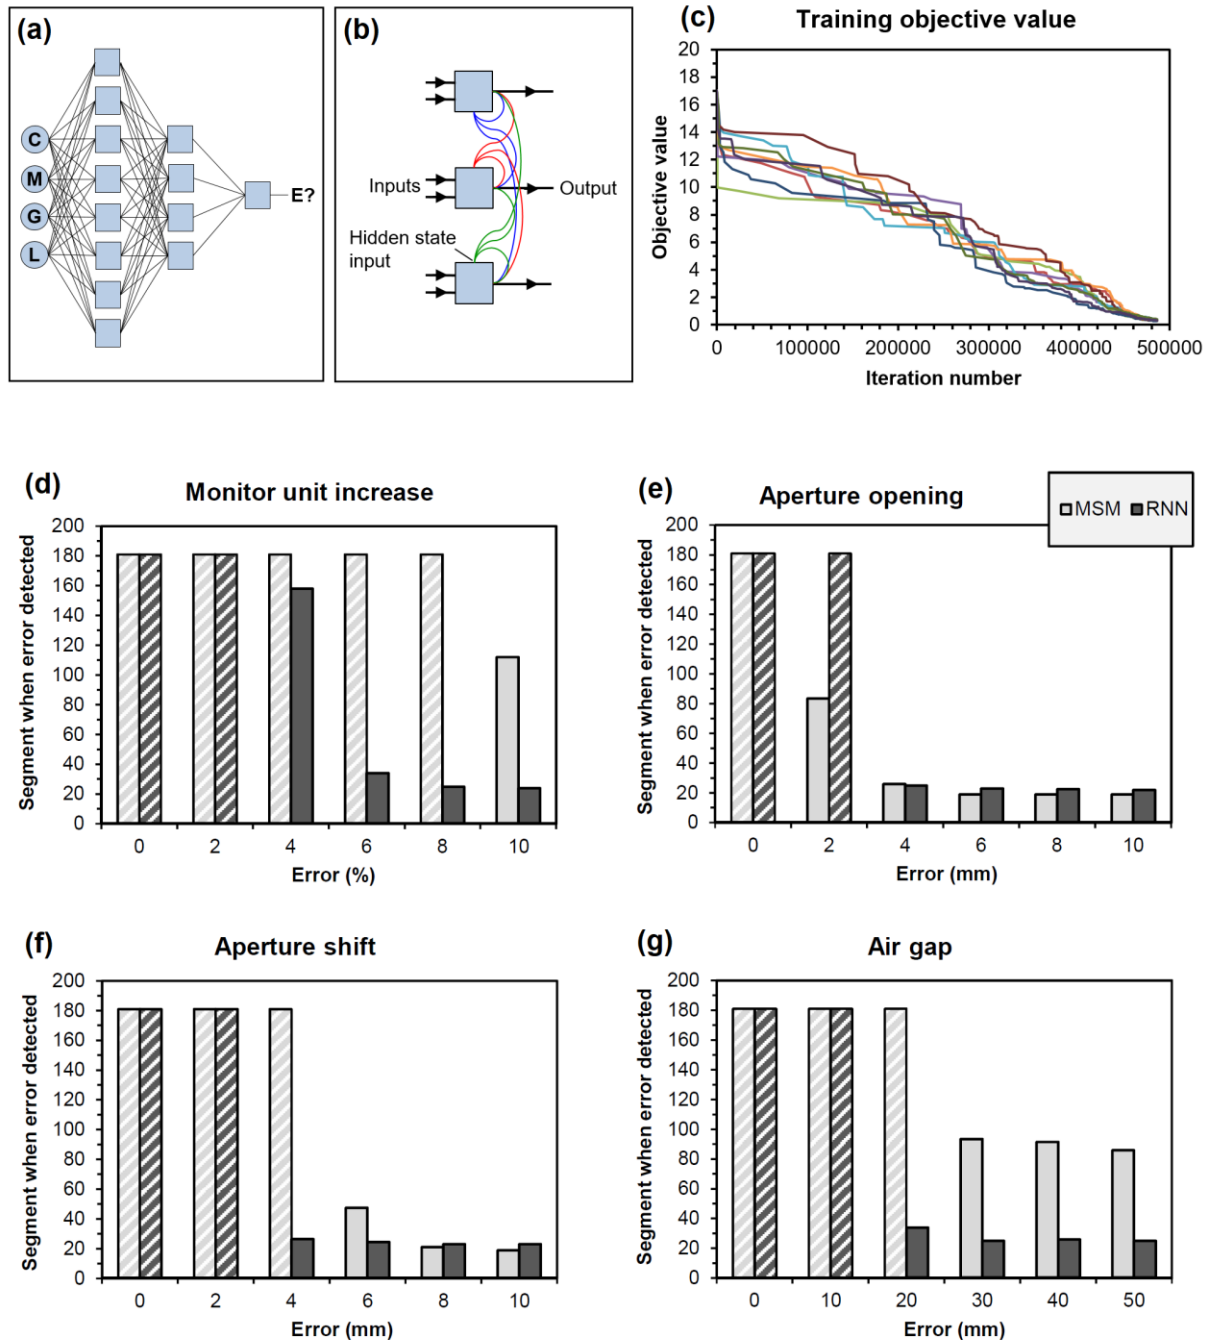 (a)
C
M
G
L
E?
(b)
Inputs
Output
Hidden state
input
(c)
Training objective value
Objective value
20
18
16
14
12
10
8
6
4
2
0
0 100000 200000 300000 400000 500000
Iteration number
(d)
Monitor unit increase
Segment when error detected
200
180
160
140
120
100
80
60
40
20
0
0 2 4 6 8 10
Error (%)
(e)
Aperture opening
MSM RNN
Segment when error detected
200
180
160
140
120
100
80
60
40
20
0
0 2 4 6 8 10
Error (mm)
(f)
Aperture shift
Segment when error detected
200
180
160
140
120
100
80
60
40
20
0
0 2 4 6 8 10
Error (mm)
(g)
Air gap
Segment when error detected
200
180
160
140
120
100
80
60
40
20
0
0 10 20 30 40 50
Error (mm)